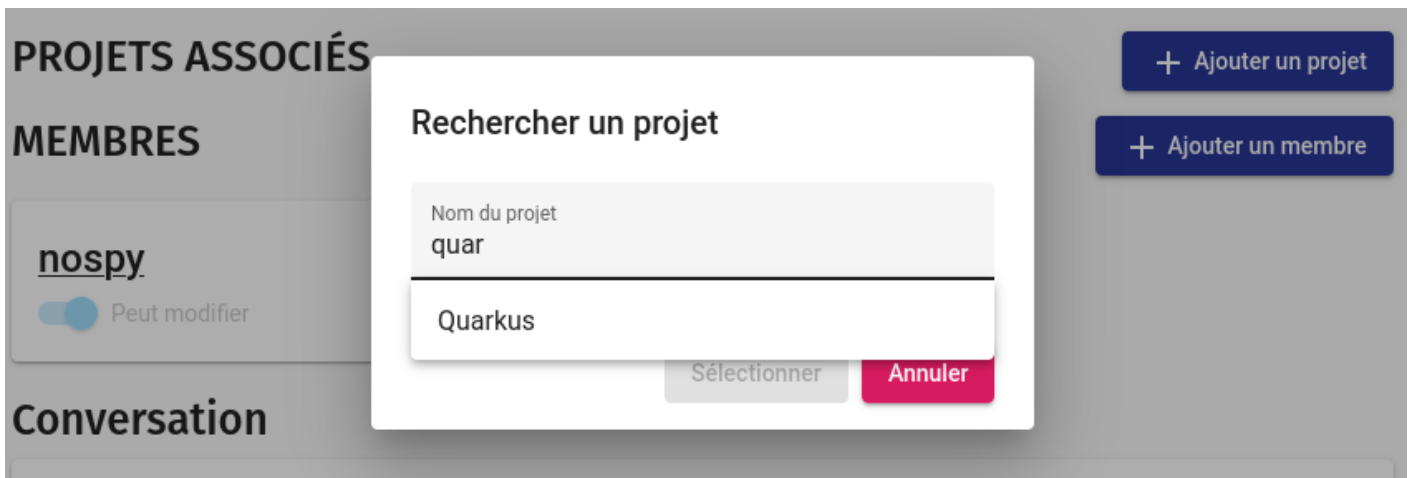 PROJETS ASSOCIÉS
+ Ajouter un projet
MEMBRES
+ Ajouter un membre
nospy
Peut modifier
Rechercher un projet
Nom du projet
quar
Quarkus
Sélectionner
Annuler
Conversation